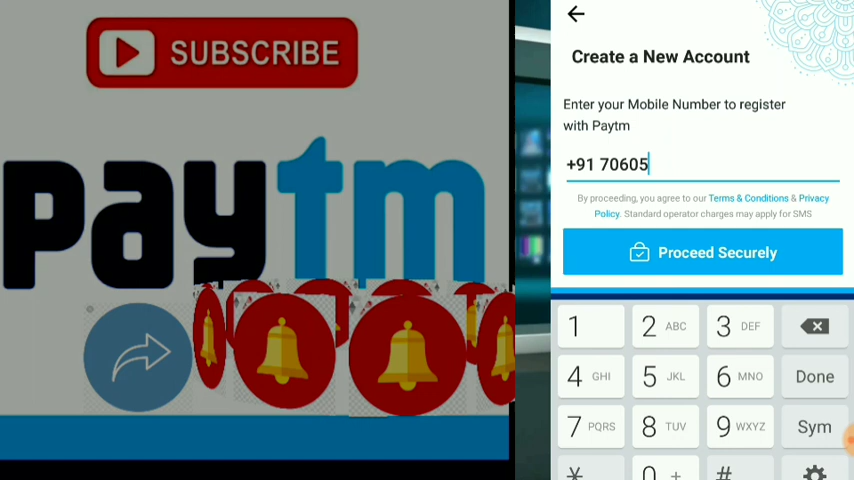 SUBSCRIBE
paytm
Create a New Account
Enter your Mobile Number to register
with Paytm
+91 70605
By proceeding, you agree to our Terms & Conditions & Privacy
Policy. Standard operator charges may apply for SMS
Proceed Securely
1 2 ABC 3 DEF
4 GHI 5 JKL 6 MNO Done
7 PQRS 8 TUV 9 WXYZ Sym
* 0 + #